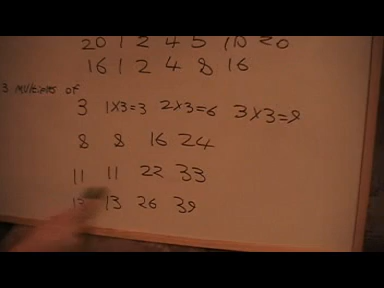 20 1 2 4 5 10 20
16 1 2 4 8 16
3 multiples of
3 1x3=3 2x3=6 3x3=9
8 8 16 24
11 11 22 33
13 26 39